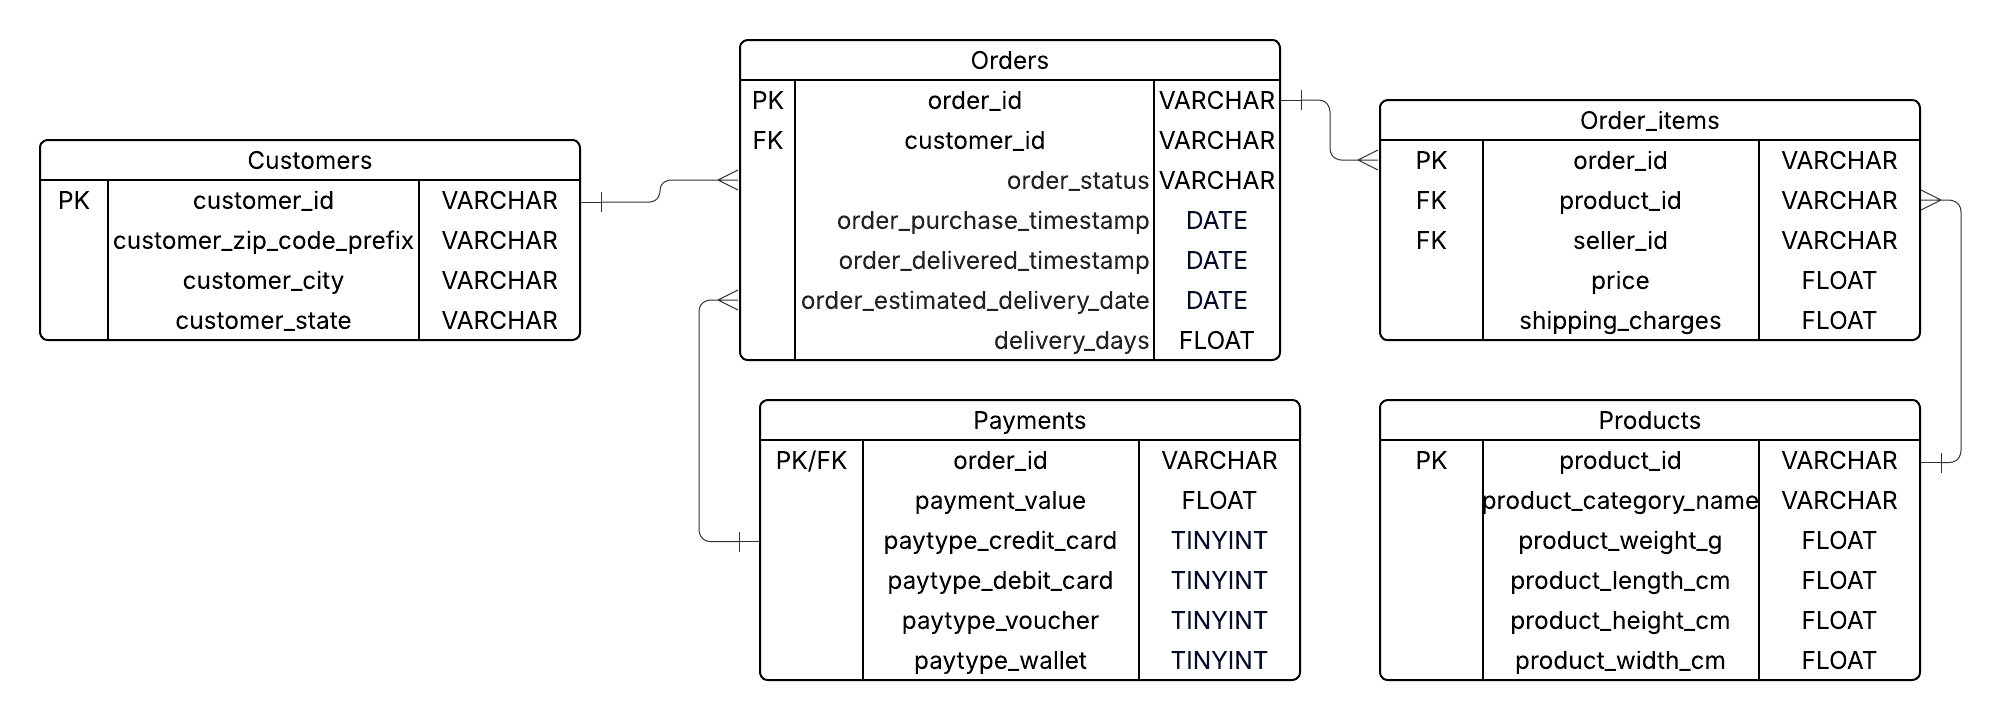 Customers
PK customer_id VARCHAR
customer_zip_code_prefix VARCHAR
customer_city VARCHAR
customer_state VARCHAR
Orders
PK order_id VARCHAR
FK customer_id VARCHAR
order_status VARCHAR
order_purchase_timestamp DATE
order_delivered_timestamp DATE
order_estimated_delivery_date DATE
delivery_days FLOAT
Order_items
PK order_id VARCHAR
FK product_id VARCHAR
FK seller_id VARCHAR
price FLOAT
shipping_charges FLOAT
Payments
PK/FK order_id VARCHAR
payment_value FLOAT
paytype_credit_card TINYINT
paytype_debit_card TINYINT
paytype_voucher TINYINT
paytype_wallet TINYINT
Products
PK product_id VARCHAR
product_category_name VARCHAR
product_weight_g FLOAT
product_length_cm FLOAT
product_height_cm FLOAT
product_width_cm FLOAT